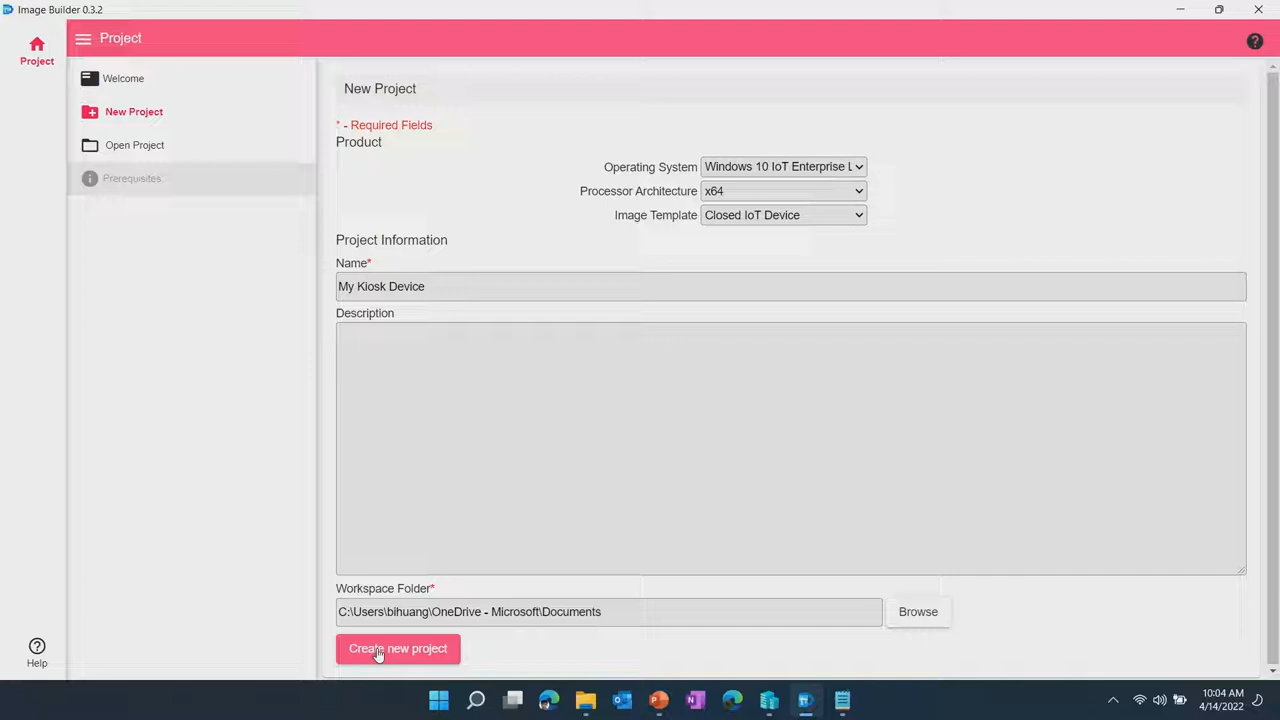 Image Builder 0.3.2
Project
Project
Welcome
New Project
Open Project
Prerequisites
Help
New Project
* - Required Fields
Product
Operating System Windows 10 IoT Enterprise L
Processor Architecture x64
Image Template Closed IoT Device
Project Information
Name*
My Kiosk Device
Description
Workspace Folder*
C:\Users\bihuang\OneDrive - Microsoft\Documents
Browse
Create new project
10:04 AM
4/14/2022